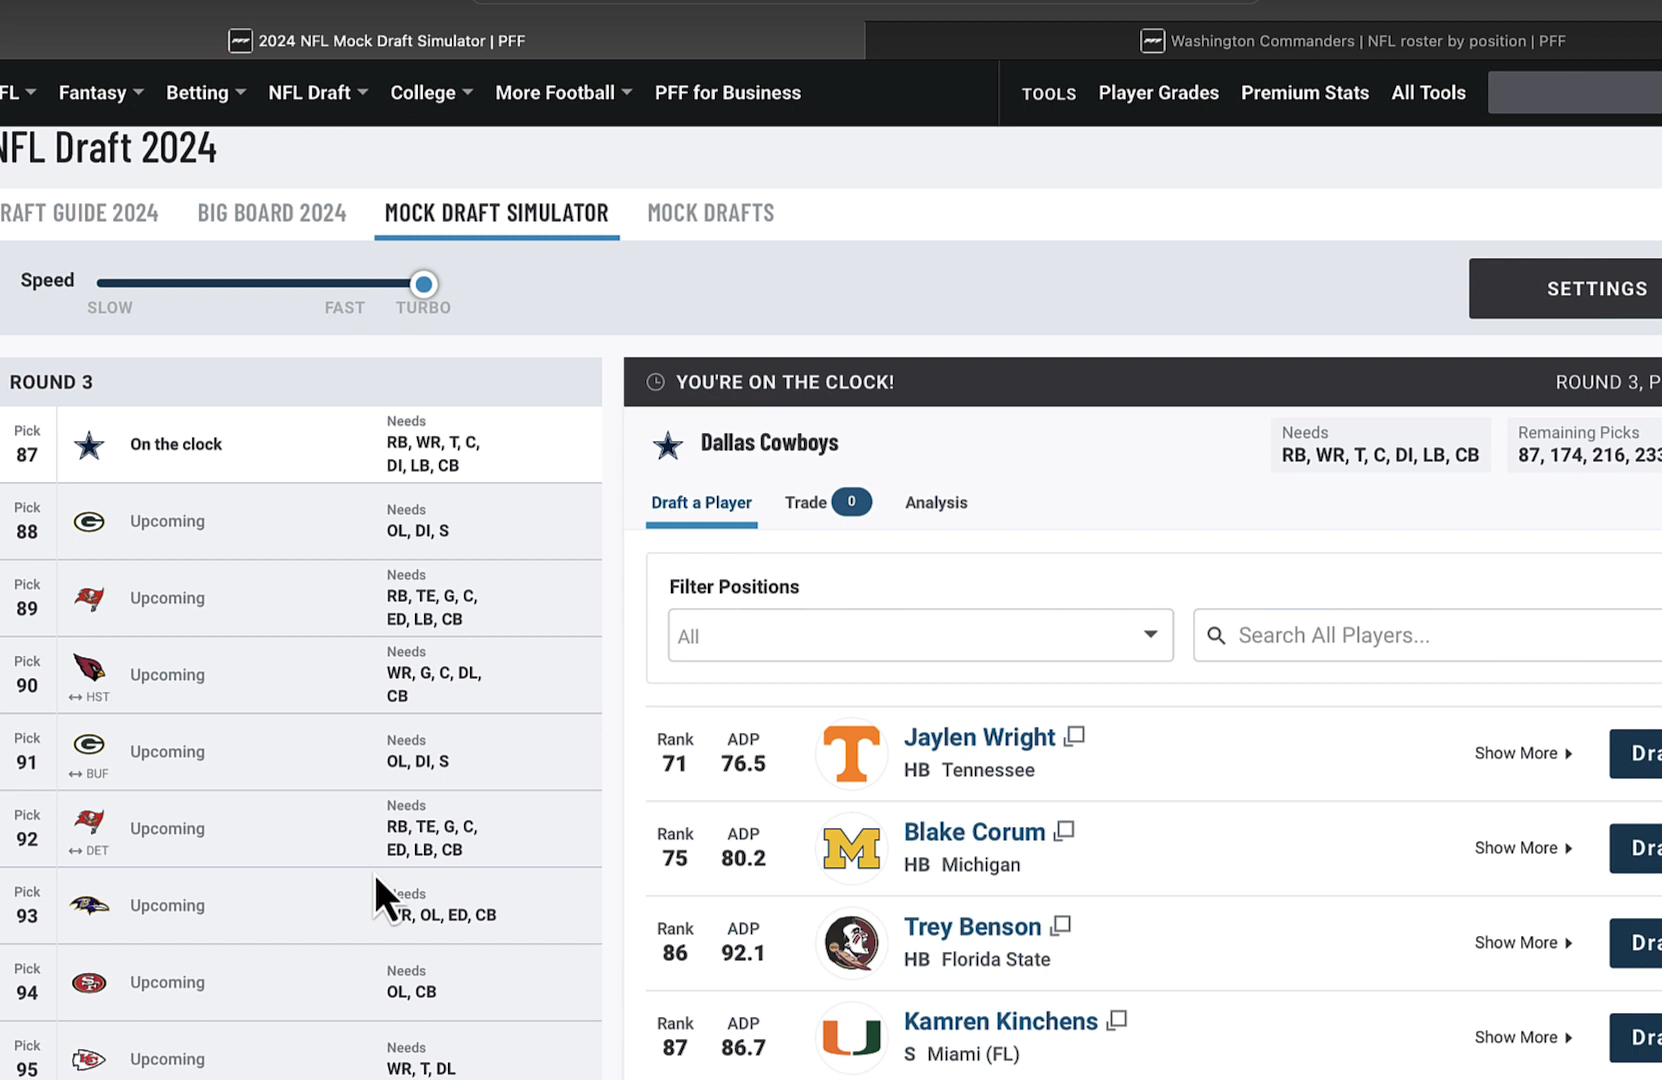 2024 NFL Mock Draft Simulator | PFF
Washington Commanders | NFL roster by position | PFF
FL
Fantasy
Betting
NFL Draft
College
More Football
PFF for Business
TOOLS
Player Grades
Premium Stats
All Tools
NFL Draft 2024
RAFT GUIDE 2024
BIG BOARD 2024
MOCK DRAFT SIMULATOR
MOCK DRAFTS
Speed
SLOW
FAST
TURBO
SETTINGS
ROUND 3
Pick
87
On the clock
Needs
RB, WR, T, C,
DI, LB, CB
Pick
88
Upcoming
Needs
OL, DI, S
Pick
89
Upcoming
Needs
RB, TE, G, C,
ED, LB, CB
Pick
90
↔ HST
Upcoming
Needs
WR, G, C, DL,
CB
Pick
91
↔ BUF
Upcoming
Needs
OL, DI, S
Pick
92
↔ DET
Upcoming
Needs
RB, TE, G, C,
ED, LB, CB
Pick
93
Upcoming
eeds
R, OL, ED, CB
Pick
94
Upcoming
Needs
OL, CB
Pick
95
Upcoming
Needs
WR, T, DL
YOU'RE ON THE CLOCK!
ROUND 3, P
Dallas Cowboys
Needs
RB, WR, T, C, DI, LB, CB
Remaining Picks
87, 174, 216, 233
Draft a Player
Trade 0
Analysis
Filter Positions
All
Search All Players...
Rank
71
ADP
76.5
Jaylen Wright
HB Tennessee
Show More
Dra
Rank
75
ADP
80.2
Blake Corum
HB Michigan
Show More
Dra
Rank
86
ADP
92.1
Trey Benson
HB Florida State
Show More
Dra
Rank
87
ADP
86.7
Kamren Kinchens
S Miami (FL)
Show More
Dra